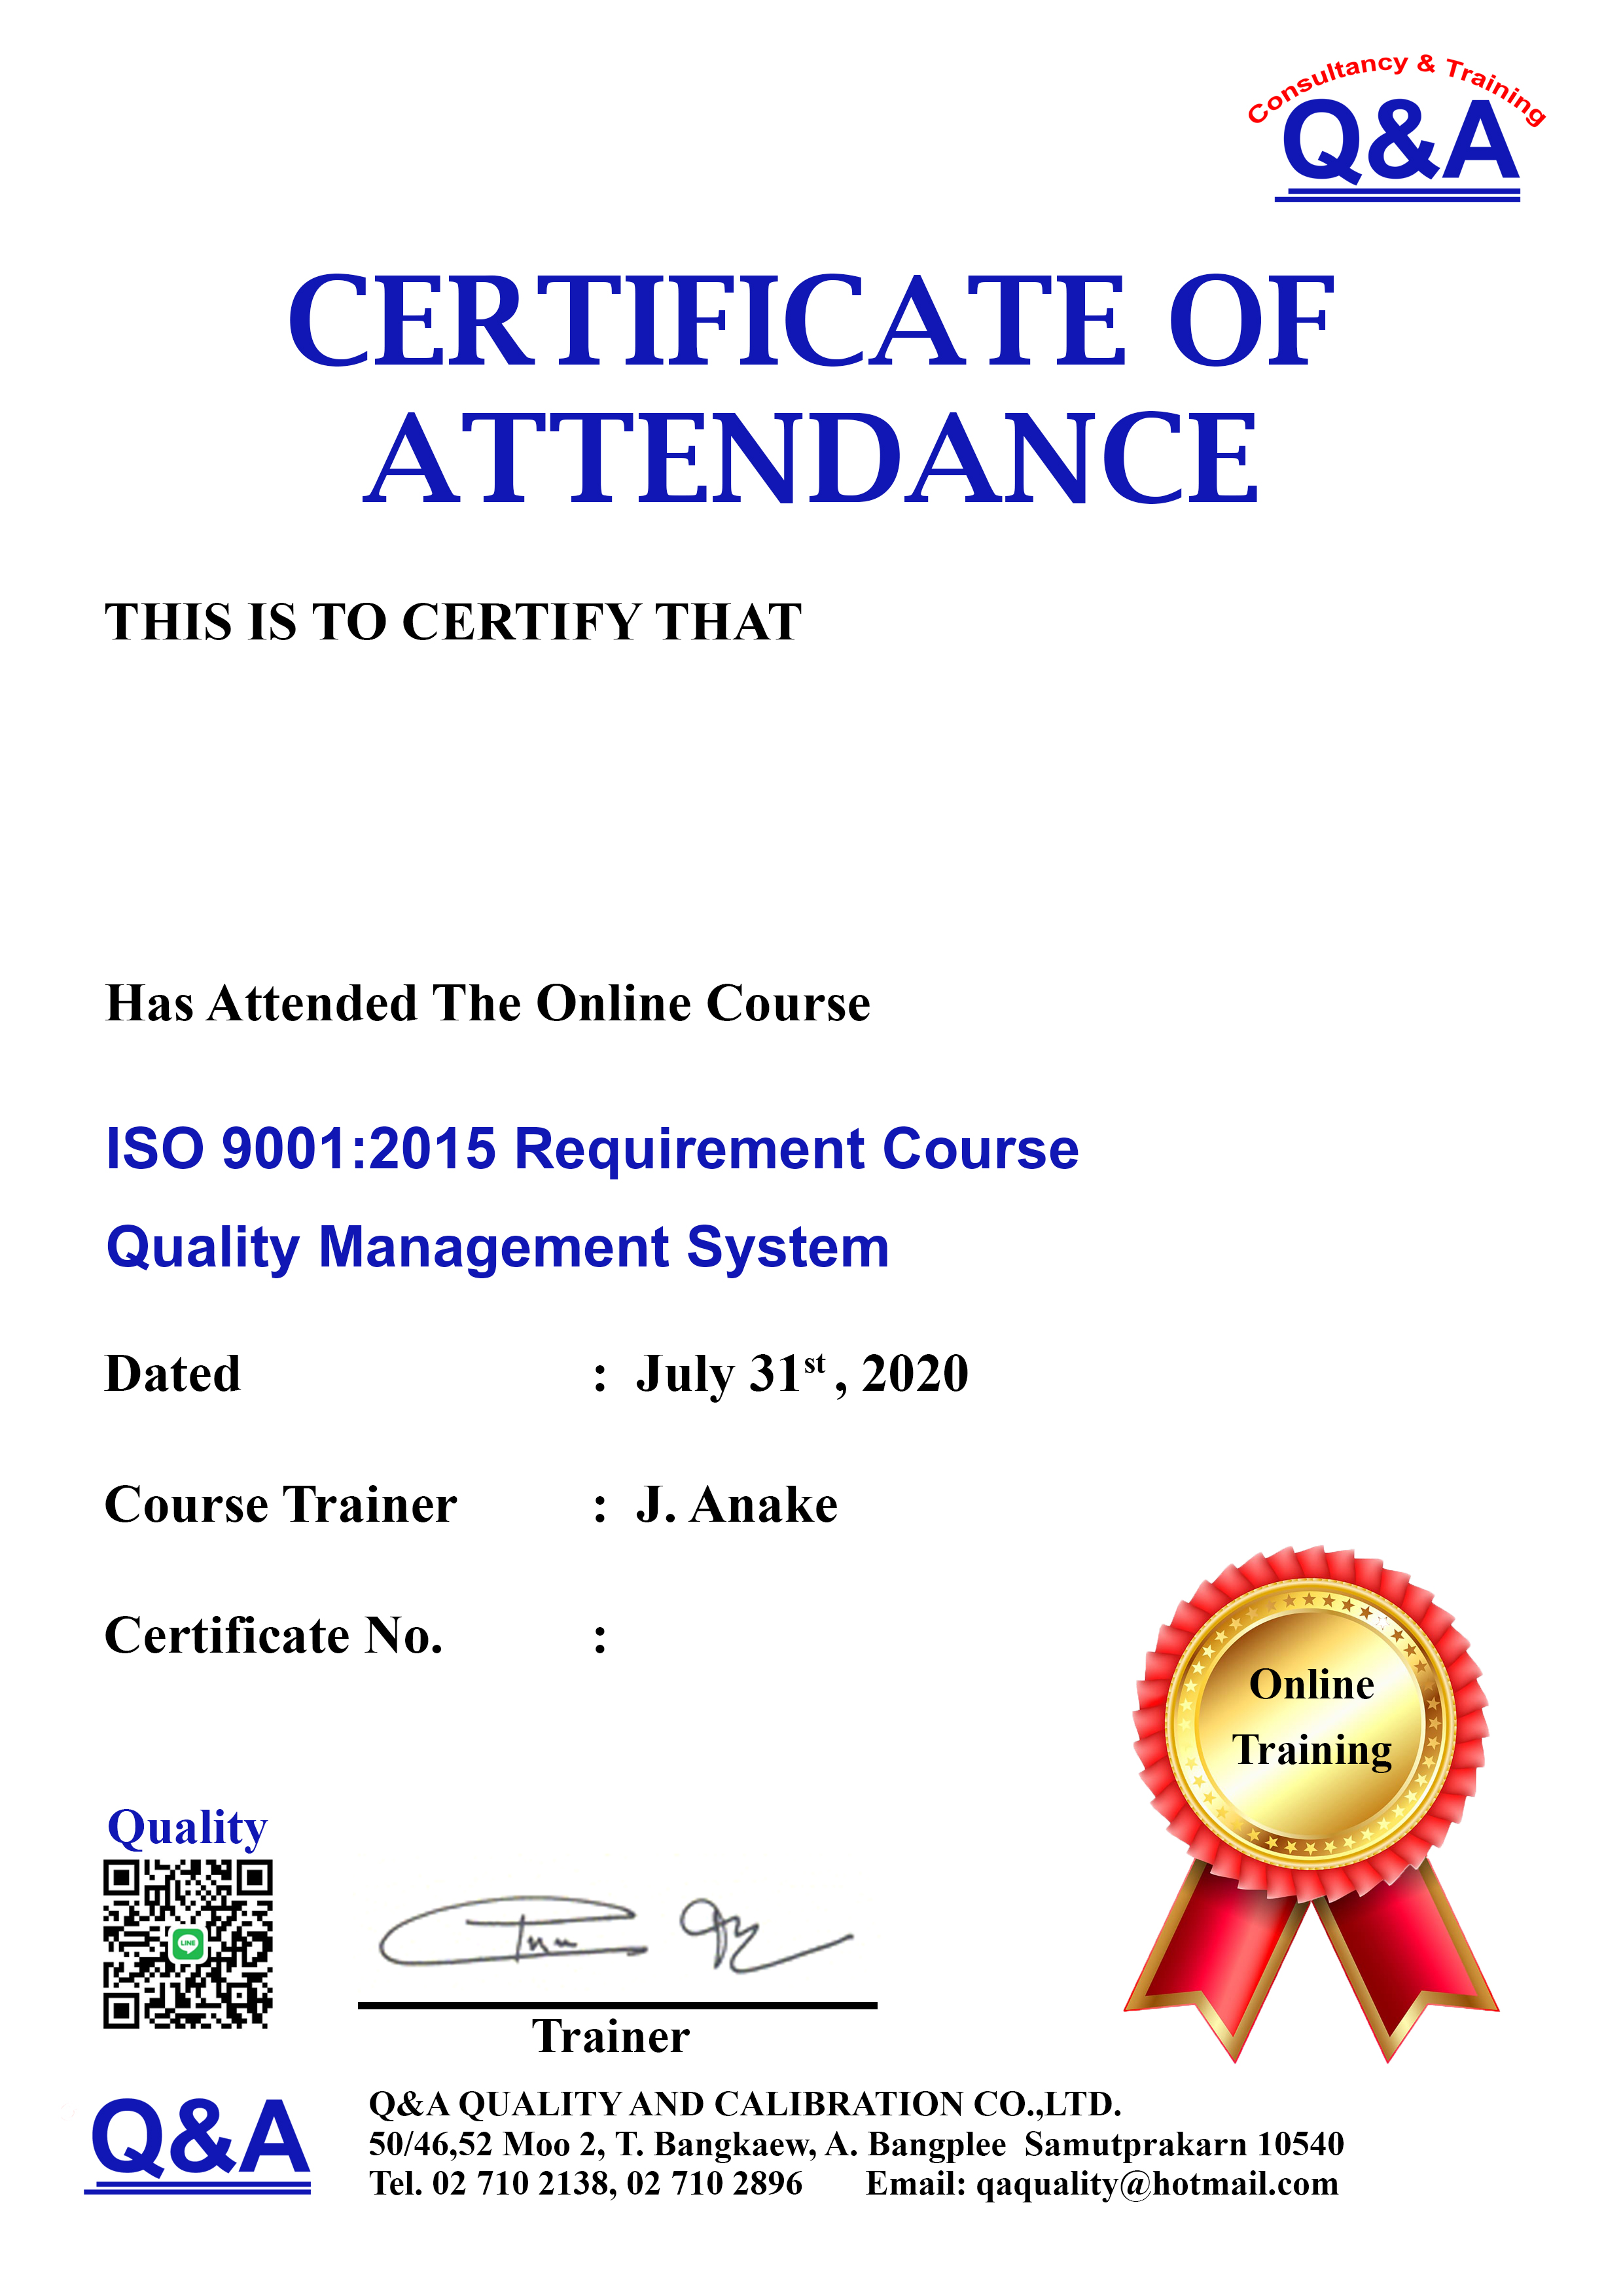 Consultancy & Training
Q&A
CERTIFICATE OF
ATTENDANCE
THIS IS TO CERTIFY THAT
Has Attended The Online Course
ISO 9001:2015 Requirement Course
Quality Management System
Dated : July 31st , 2020
Course Trainer : J. Anake
Certificate No. :
Online
Training
Quality
LINE
Trainer
Q&A
Q&A QUALITY AND CALIBRATION CO.,LTD.
50/46,52 Moo 2, T. Bangkaew, A. Bangplee Samutprakarn 10540
Tel. 02 710 2138, 02 710 2896 Email: qaquality@hotmail.com